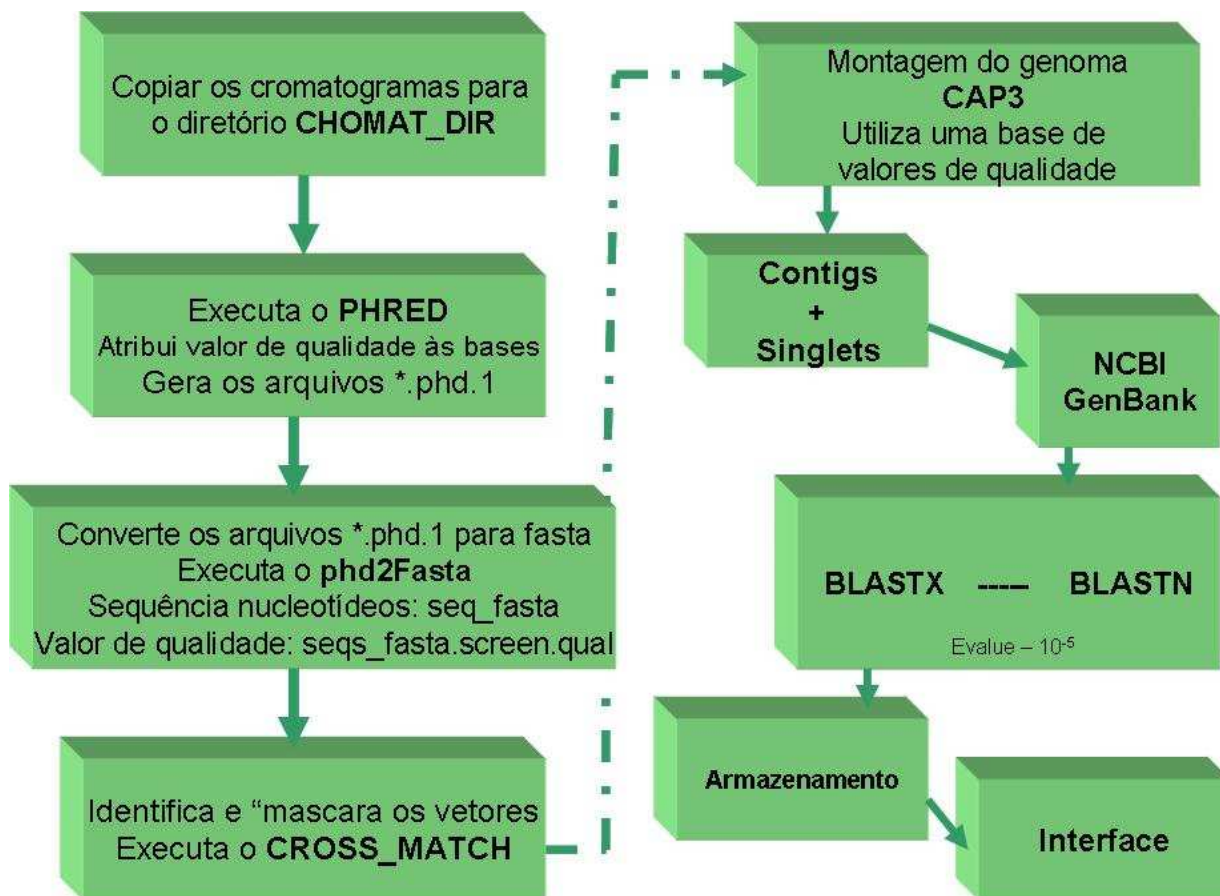 Copiar os cromatogramas para
o diretório CHOMAT_DIR
Executa o PHRED
Atribui valor de qualidade às bases
Gera os arquivos *.phd.1
Converte os arquivos *.phd.1 para fasta
Executa o phd2Fasta
Sequência nucleotídeos: seq_fasta
Valor de qualidade: seqs_fasta.screen.qual
Identifica e “mascara os vetores
Executa o CROSS_MATCH
Montagem do genoma
CAP3
Utiliza uma base de
valores de qualidade
Contigs
+
Singlets
NCBI
GenBank
BLASTX ----- BLASTN
Evalue – 10-5
Armazenamento
Interface